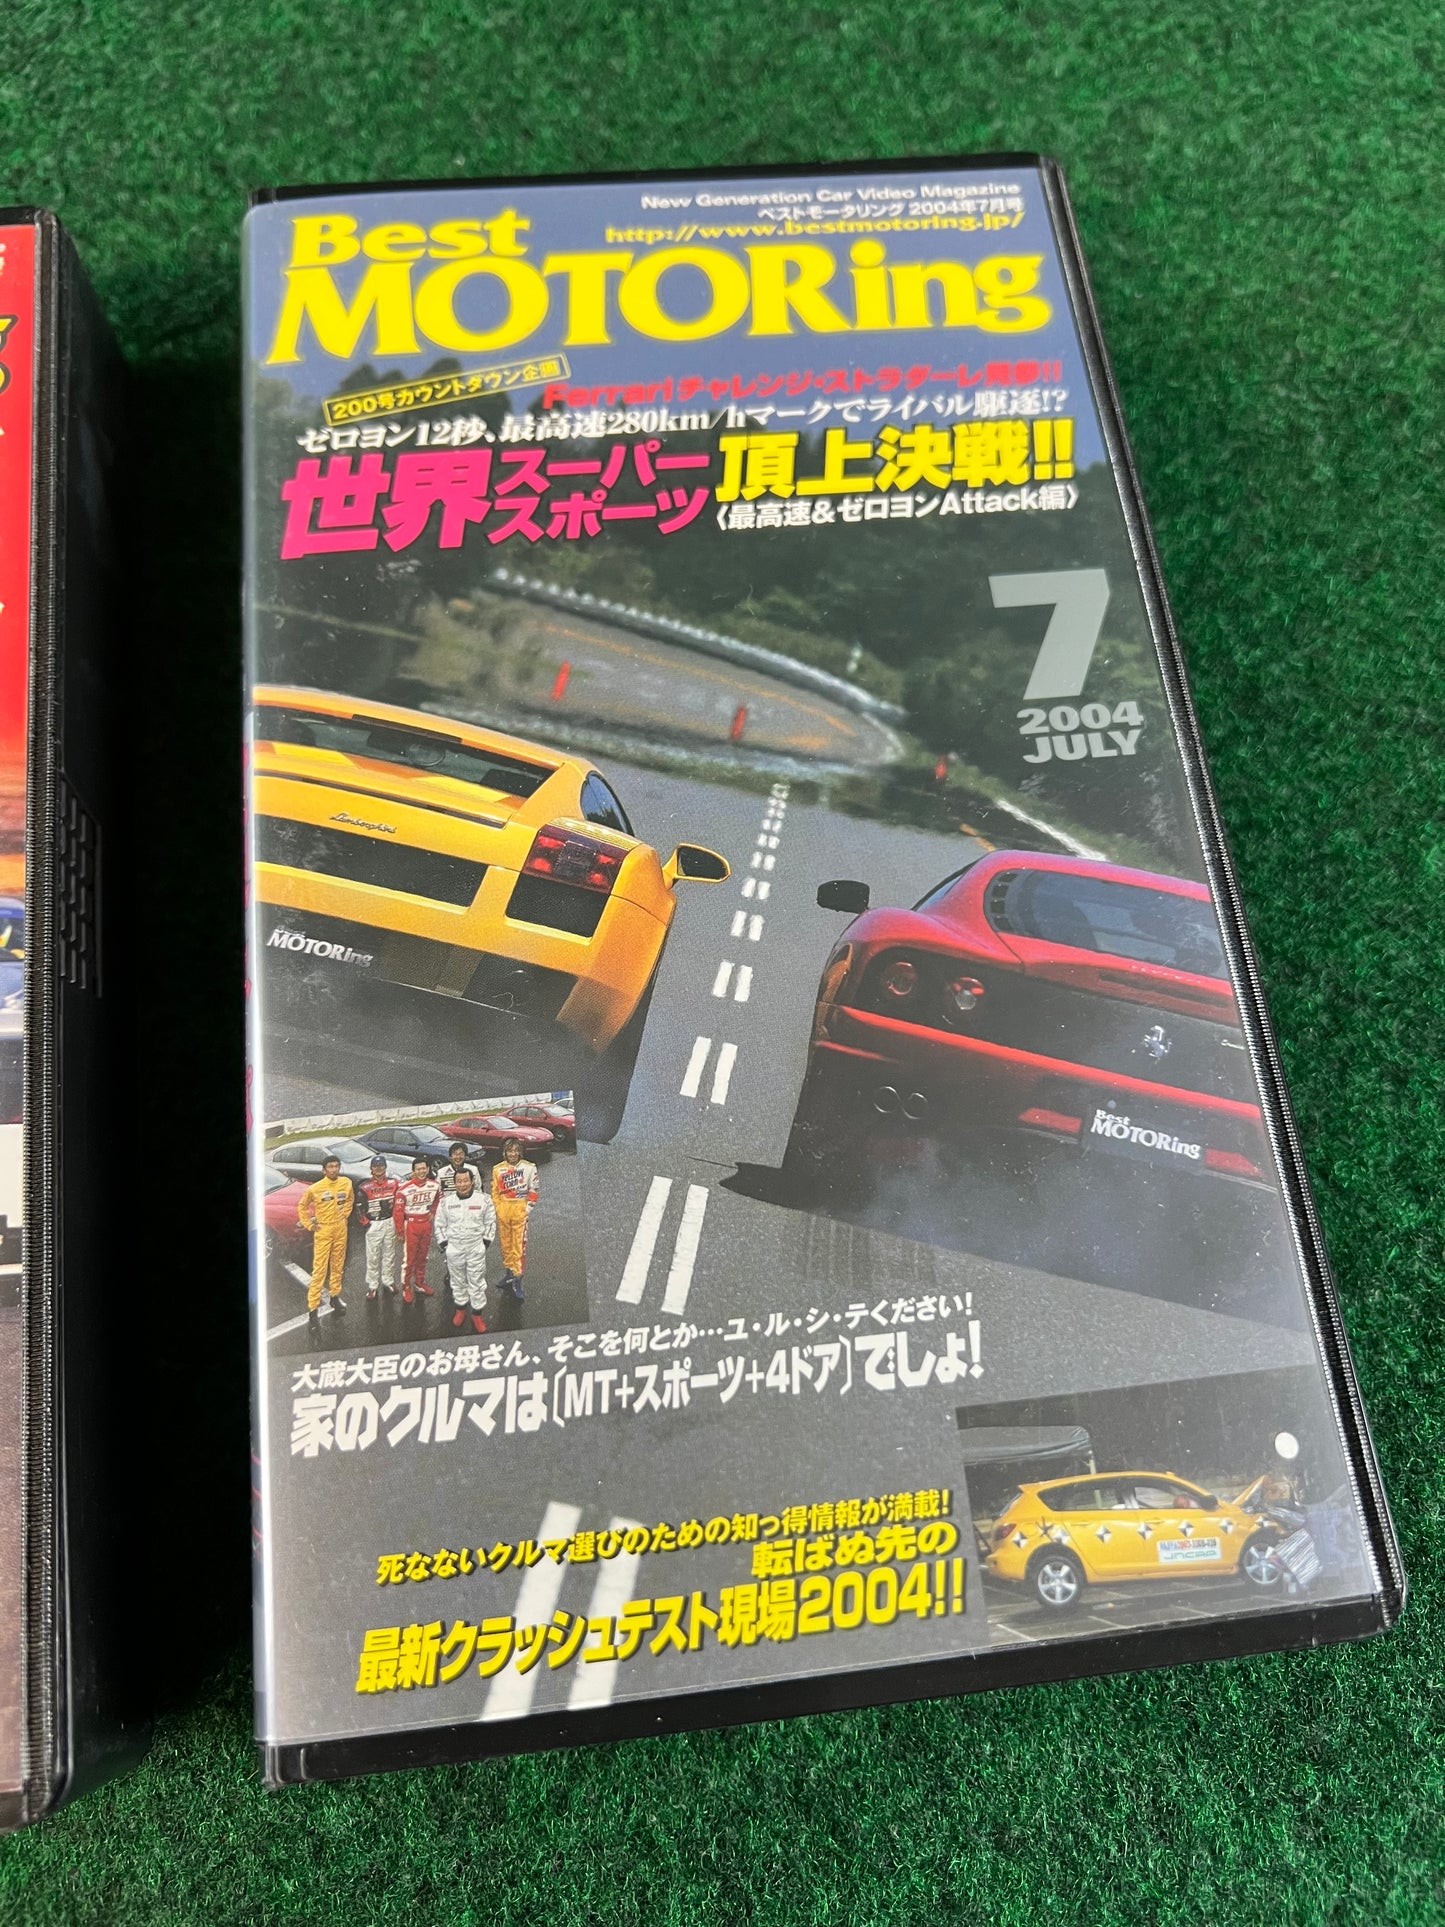 New Generation Car Video Magazine
ベストモータリング 2004年7月号
http://www.bestmotoring.jp/
Best
MOTORing
200号カウントダウン企画
Ferrariチャレンジ・ストラダーレ見参!!
ゼロヨン12秒、最高速280km/hマークでライバル駆逐!?
世界スーパースポーツ頂上決戦!!
〈最高速&ゼロヨンAttack編〉
7
2004
JULY
Lamborghini
Best
MOTORing
Best
MOTORing
大蔵大臣のお母さん、そこを何とか…ユ・ル・シ・テください!
家のクルマは〔MT+スポーツ+4ドア〕でしょ!
死なないクルマ選びのための知っ得情報が満載!
転ばぬ先の
最新クラッシュテスト現場2004!!
JNCAP